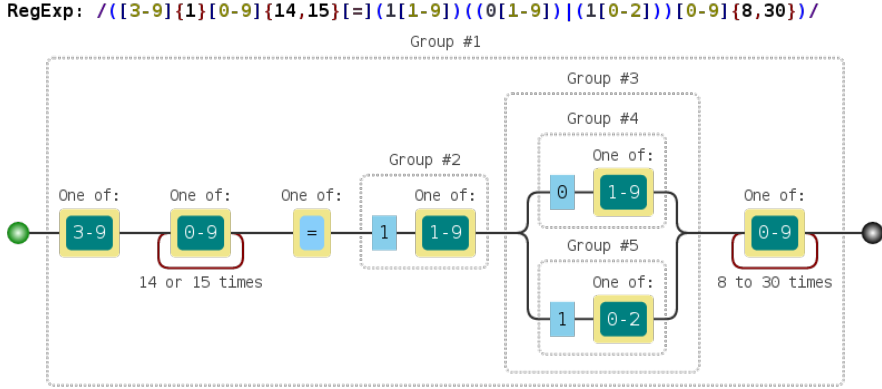 RegExp: /([3-9]{1}[0-9]{14,15}[=](1[1-9])((0[1-9])|(1[0-2]))[0-9]{8,30})/
Group #1
Group #3
Group #4
Group #2
One of:
One of: One of: One of: One of: One of:
0 1-9
3-9 0-9 = 1 1-9 0-9
Group #5
14 or 15 times One of: 8 to 30 times
1 0-2